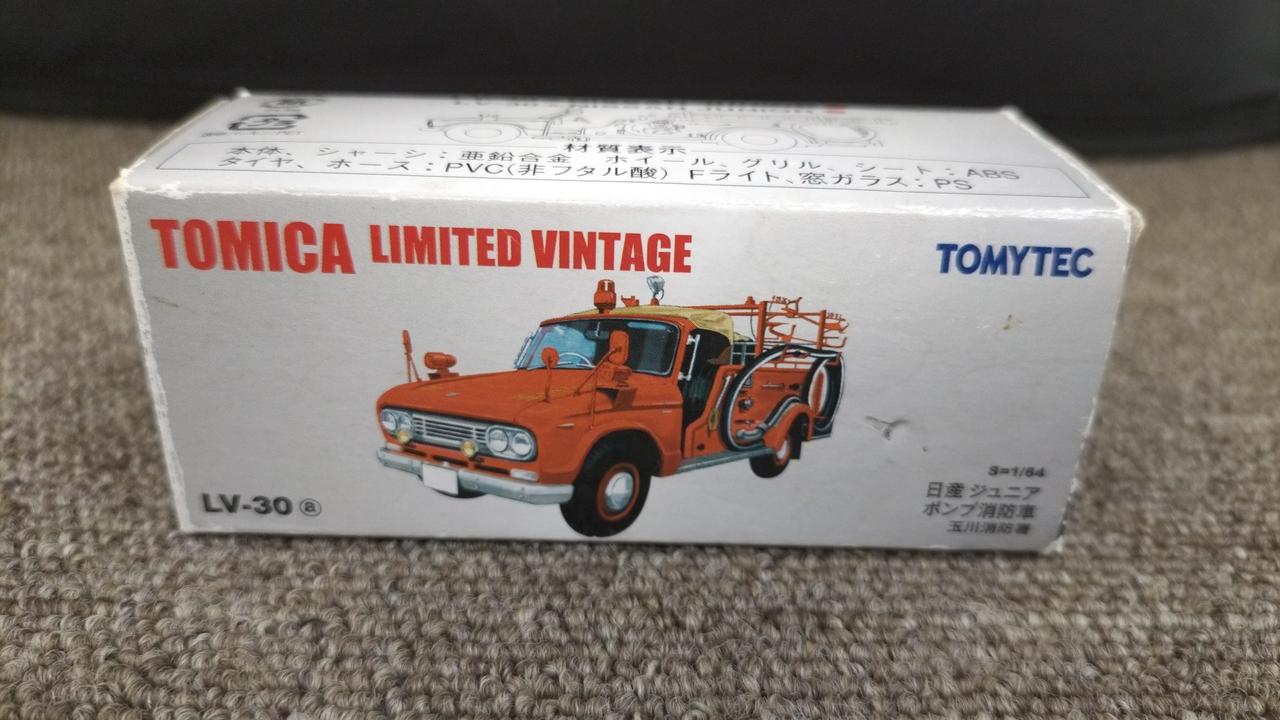 材質表示
本体、シャーシ：亜鉛合金　ホイール、グリル、シート：ABS
タイヤ、ホース：PVC(非フタル酸) Fライト、窓ガラス：PS
TOMICA LIMITED VINTAGE
TOMYTEC
S=1/64
日産 ジュニア
ポンプ消防車
玉川消防署
LV-30 ⓐ